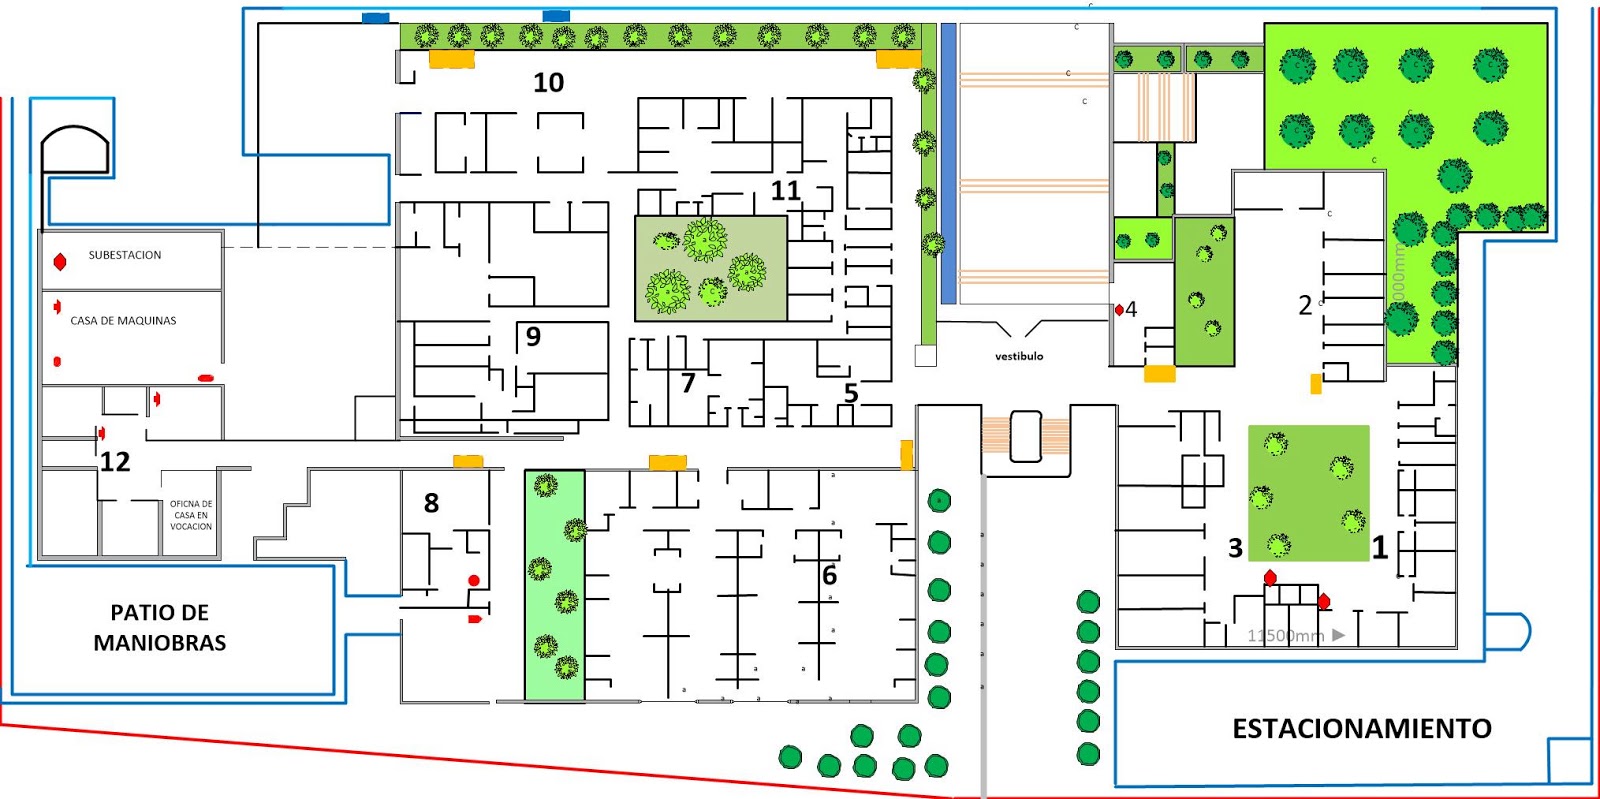 10
11
SUBESTACION
CASA DE MAQUINAS
9
7
5
vestibulo
4
2
000mm
12
OFICNA DE
CASA EN
VOCACION
8
6
3
1
11500mm
PATIO DE
MANIOBRAS
ESTACIONAMIENTO